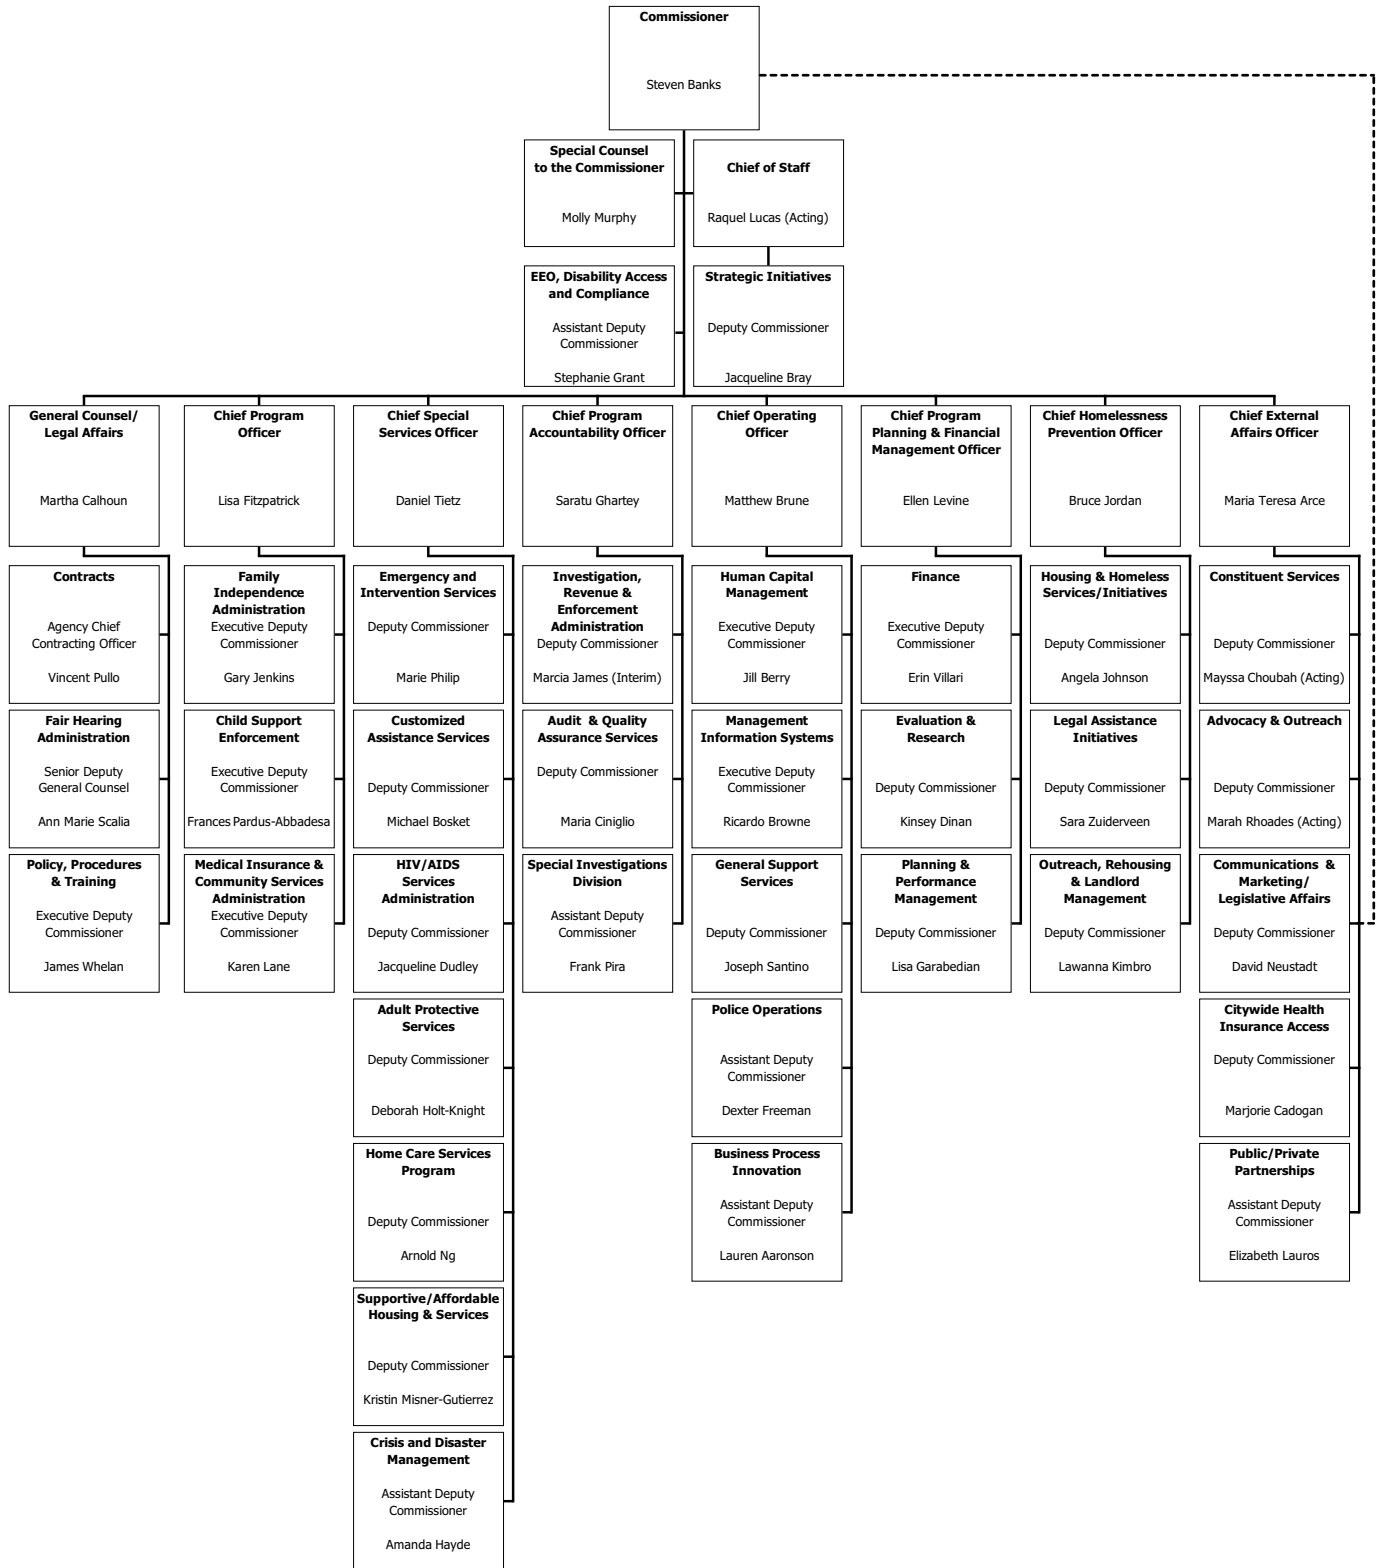 Commissioner
Steven Banks
Special Counsel
to the Commissioner
Molly Murphy
Chief of Staff
Raquel Lucas (Acting)
EEO, Disability Access
and Compliance
Assistant Deputy
Commissioner
Stephanie Grant
Strategic Initiatives
Deputy Commissioner
Jacqueline Bray
General Counsel/
Legal Affairs
Martha Calhoun
Chief Program
Officer
Lisa Fitzpatrick
Chief Special
Services Officer
Daniel Tietz
Chief Program
Accountability Officer
Saratu Ghartey
Chief Operating
Officer
Matthew Brune
Chief Program
Planning & Financial
Management Officer
Ellen Levine
Chief Homelessness
Prevention Officer
Bruce Jordan
Chief External
Affairs Officer
Maria Teresa Arce
Contracts
Agency Chief
Contracting Officer
Vincent Pullo
Family
Independence
Administration
Executive Deputy
Commissioner
Gary Jenkins
Emergency and
Intervention Services
Deputy Commissioner
Marie Philip
Investigation,
Revenue &
Enforcement
Administration
Deputy Commissioner
Marcia James (Interim)
Human Capital
Management
Executive Deputy
Commissioner
Jill Berry
Finance
Executive Deputy
Commissioner
Erin Villari
Housing & Homeless
Services/Initiatives
Deputy Commissioner
Angela Johnson
Constituent Services
Deputy Commissioner
Mayssa Choubah (Acting)
Fair Hearing
Administration
Senior Deputy
General Counsel
Ann Marie Scalia
Child Support
Enforcement
Executive Deputy
Commissioner
Frances Pardus-Abbadesa
Customized
Assistance Services
Deputy Commissioner
Michael Bosket
Audit & Quality
Assurance Services
Deputy Commissioner
Maria Ciniglio
Management
Information Systems
Executive Deputy
Commissioner
Ricardo Browne
Evaluation &
Research
Deputy Commissioner
Kinsey Dinan
Legal Assistance
Initiatives
Deputy Commissioner
Sara Zuiderveen
Advocacy & Outreach
Deputy Commissioner
Marah Rhoades (Acting)
Policy, Procedures
& Training
Executive Deputy
Commissioner
James Whelan
Medical Insurance &
Community Services
Administration
Executive Deputy
Commissioner
Karen Lane
HIV/AIDS
Services
Administration
Deputy Commissioner
Jacqueline Dudley
Special Investigations
Division
Assistant Deputy
Commissioner
Frank Pira
General Support
Services
Deputy Commissioner
Joseph Santino
Planning &
Performance
Management
Deputy Commissioner
Lisa Garabedian
Outreach, Rehousing
& Landlord
Management
Deputy Commissioner
Lawanna Kimbro
Communications &
Marketing/
Legislative Affairs
Deputy Commissioner
David Neustadt
Adult Protective
Services
Deputy Commissioner
Deborah Holt-Knight
Police Operations
Assistant Deputy
Commissioner
Dexter Freeman
Citywide Health
Insurance Access
Deputy Commissioner
Marjorie Cadogan
Home Care Services
Program
Deputy Commissioner
Arnold Ng
Business Process
Innovation
Assistant Deputy
Commissioner
Lauren Aaronson
Public/Private
Partnerships
Assistant Deputy
Commissioner
Elizabeth Lauros
Supportive/Affordable
Housing & Services
Deputy Commissioner
Kristin Misner-Gutierrez
Crisis and Disaster
Management
Assistant Deputy
Commissioner
Amanda Hayde